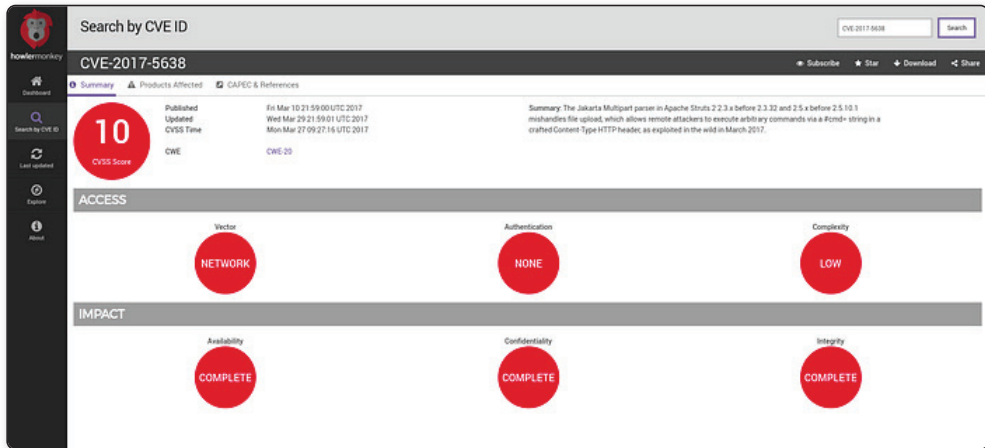 howlermonkey
Dashboard
Search by CVE ID
Last updated
Explore
About
Search by CVE ID
CVE-2017-5638
Search
CVE-2017-5638
Subscribe
Star
Download
Share
Summary
Products Affected
CAPEC & References
10
CVSS Score
Published Fri Mar 10 21:59:00 UTC 2017
Updated Wed Mar 29 21:59:01 UTC 2017
CVSS Time Mon Mar 27 09:27:16 UTC 2017
CWE CWE-20
Summary: The Jakarta Multipart parser in Apache Struts 2 2.3.x before 2.3.32 and 2.5.x before 2.5.10.1
mishandles file upload, which allows remote attackers to execute arbitrary commands via a #cmd= string in a
crafted Content-Type HTTP header, as exploited in the wild in March 2017.
ACCESS
Vector
NETWORK
Authentication
NONE
Complexity
LOW
IMPACT
Availability
COMPLETE
Confidentiality
COMPLETE
Integrity
COMPLETE